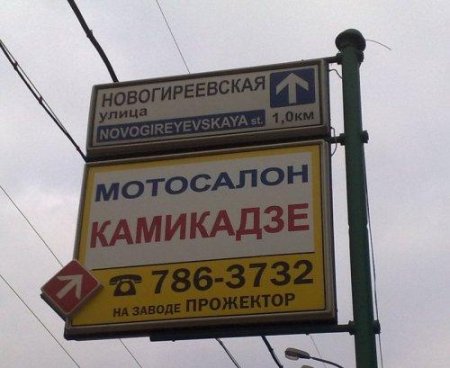 НОВОГИРЕЕВСКАЯ
улица
NOVOGIREYEVSKAYA st. 1,0км
МОТОСАЛОН
КАМИКАДЗЕ
☎ 786-3732
НА ЗАВОДЕ ПРОЖЕКТОР